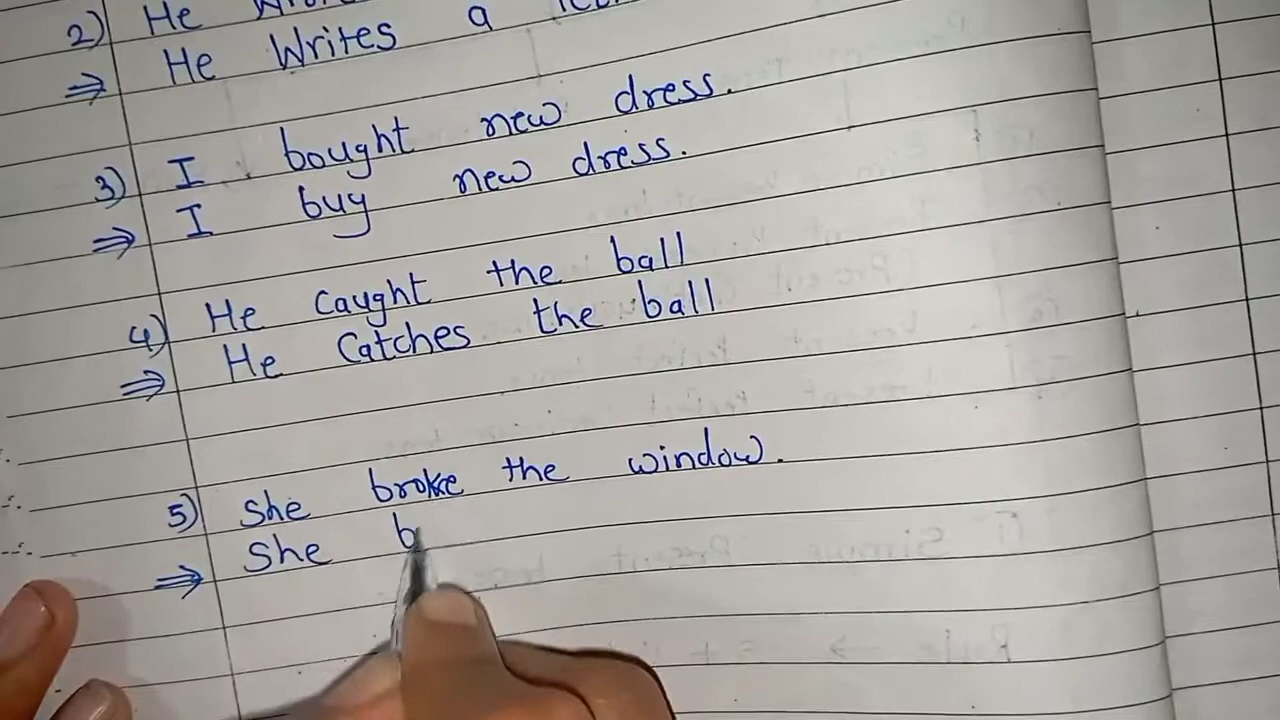 2) He
⇒ He Writes a
3) I bought new dress.
⇒ I buy new dress.
4) He caught the ball
⇒ He Catches the ball
5) She broke the window.
⇒ She b